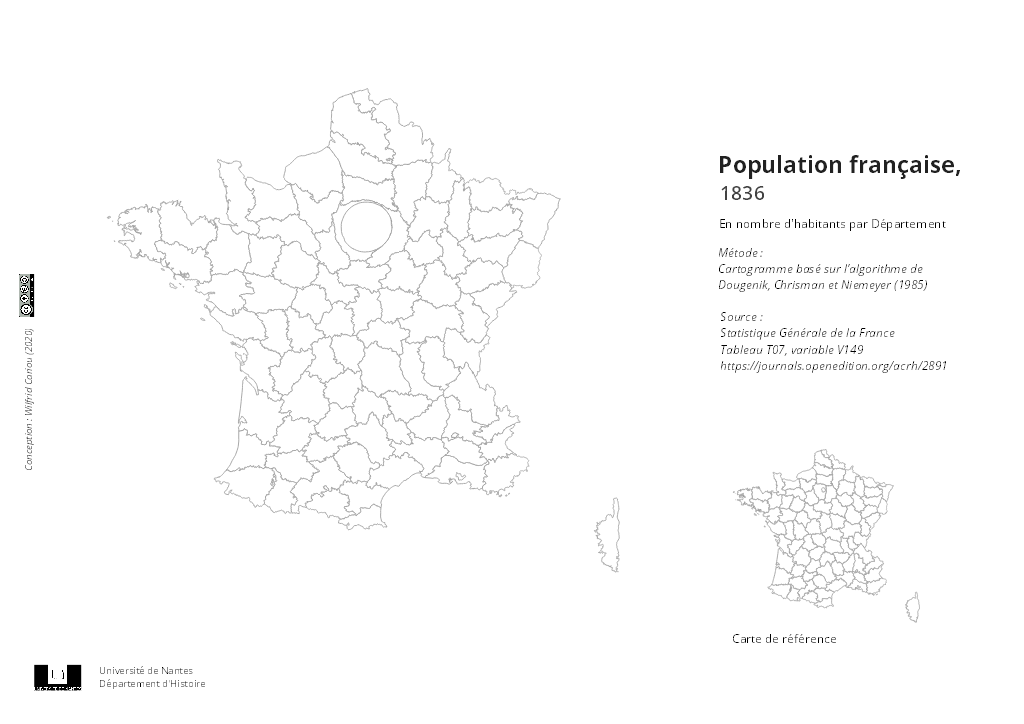 Population française,
1836
En nombre d'habitants par Département
Métode :
Cartogramme basé sur l'algorithme de
Dougenik, Chrisman et Niemeyer (1985)
Source :
Statistique Générale de la France
Tableau T07, variable V149
https://journals.openedition.org/acrh/2891
Conception : Wilfrid Cariou (2020)
Carte de référence
Université de Nantes
Département d'Histoire